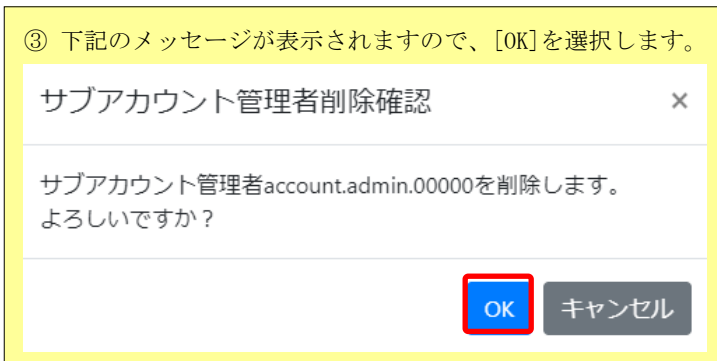 ③ 下記のメッセージが表示されますので、[OK]を選択します。
サブアカウント管理者削除確認 ×
サブアカウント管理者account.admin.00000を削除します。
よろしいですか？
OK キャンセル